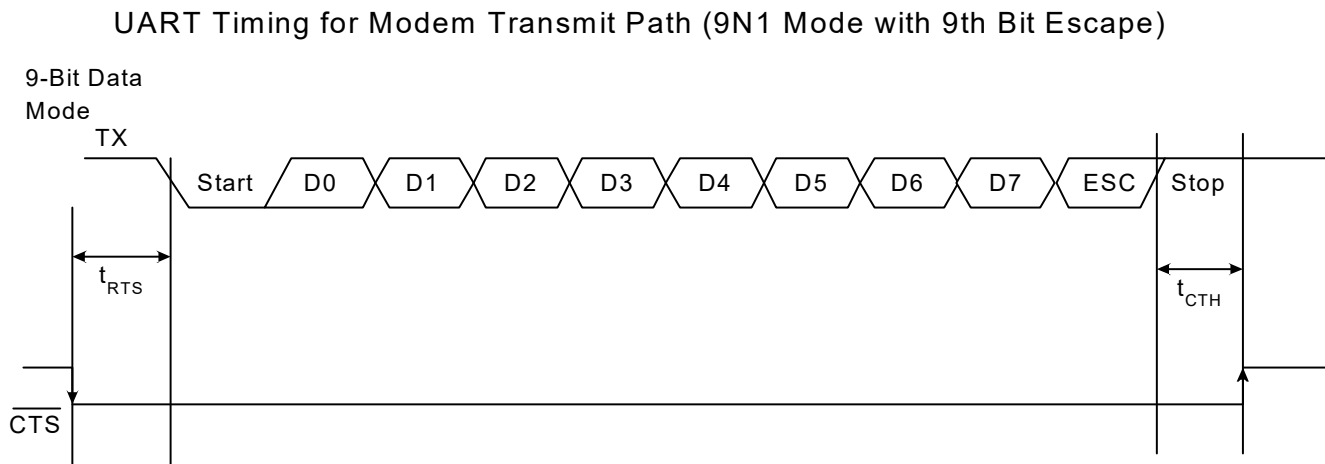 UART Timing for Modem Transmit Path (9N1 Mode with 9th Bit Escape)
9-Bit Data
Mode
TX
Start D0 D1 D2 D3 D4 D5 D6 D7 ESC Stop
tRTS
tCTH
CTS